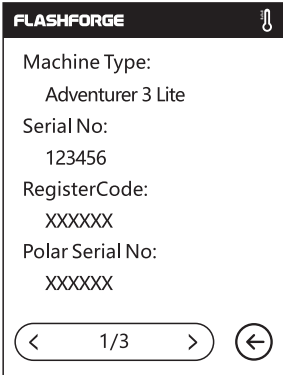 FLASHFORGE
Machine Type:
Adventurer 3 Lite
Serial No:
123456
RegisterCode:
XXXXXX
Polar Serial No:
XXXXXX
1/3